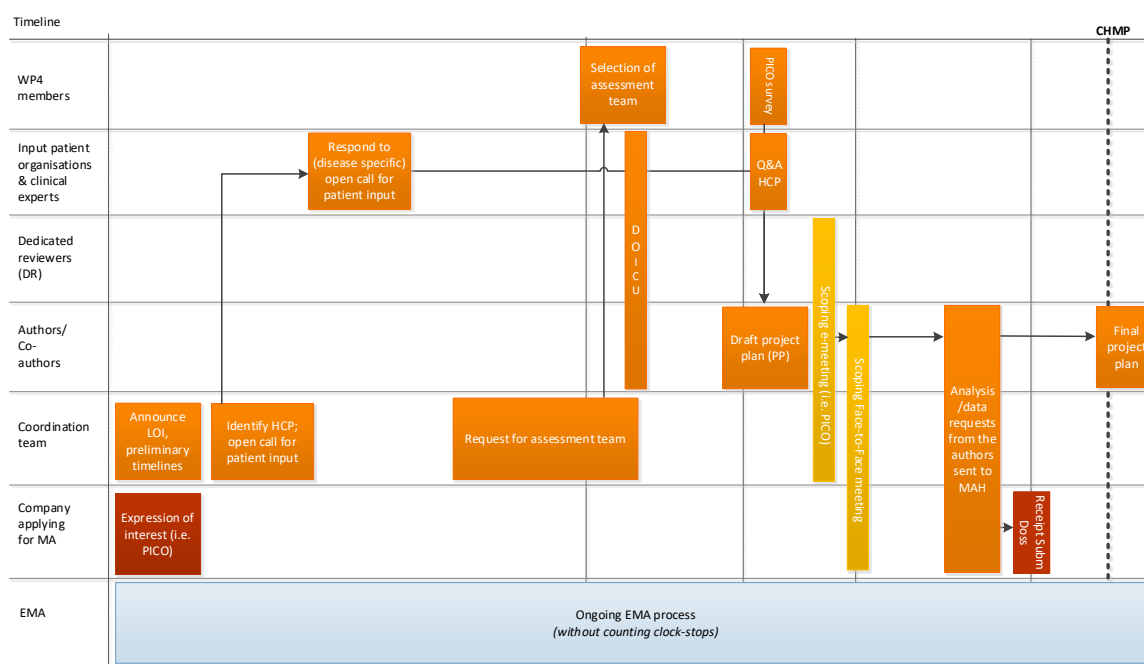 Timeline
CHMP
WP4
members
Selection of
assessment
team
PICO survey
Input patient
organisations
& clinical
experts
Respond to
(disease specific)
open call for
patient input
Q&A
HCP
D
O
I
C
U
Dedicated
reviewers
(DR)
Scoping e-meeting (i.e. PICO)
Authors/
Co-
authors
Draft project
plan (PP)
Scoping Face-to-Face meeting
Analysis
/data
requests
from the
authors
sent to
MAH
Final
project
plan
Coordination
team
Announce
LOI,
preliminary
timelines
Identify HCP;
open call for
patient input
Request for assessment team
Company
applying
for MA
Expression of
interest (i.e.
PICO)
Receipt Subm
Doss
EMA
Ongoing EMA process
(without counting clock-stops)